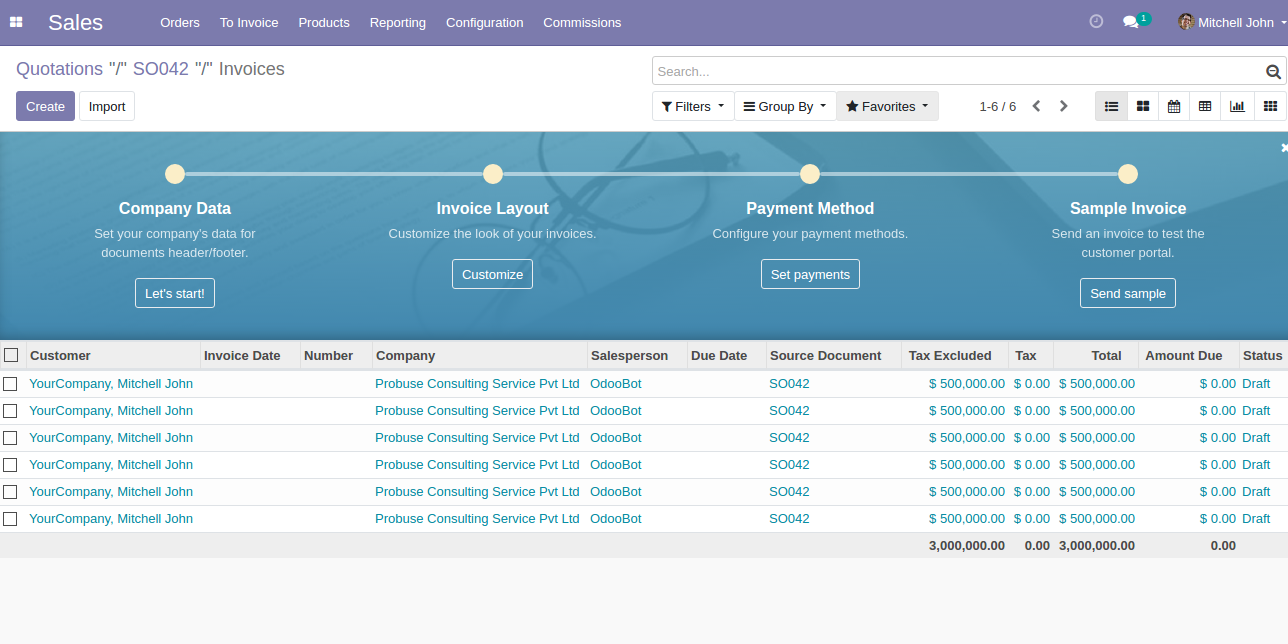 Sales Orders To Invoice Products Reporting Configuration Commissions 1 Mitchell John
Quotations "/" SO042 "/" Invoices
Search...
Create Import Filters Group By Favorites 1-6 / 6
Company Data Invoice Layout Payment Method Sample Invoice
Set your company's data for Customize the look of your invoices. Configure your payment methods. Send an invoice to test the
documents header/footer. customer portal.
Customize Set payments
Let's start! Send sample
Customer Invoice Date Number Company Salesperson Due Date Source Document Tax Excluded Tax Total Amount Due Status
YourCompany, Mitchell John Probuse Consulting Service Pvt Ltd OdooBot SO042 $ 500,000.00 $ 0.00 $ 500,000.00 $ 0.00 Draft
YourCompany, Mitchell John Probuse Consulting Service Pvt Ltd OdooBot SO042 $ 500,000.00 $ 0.00 $ 500,000.00 $ 0.00 Draft
YourCompany, Mitchell John Probuse Consulting Service Pvt Ltd OdooBot SO042 $ 500,000.00 $ 0.00 $ 500,000.00 $ 0.00 Draft
YourCompany, Mitchell John Probuse Consulting Service Pvt Ltd OdooBot SO042 $ 500,000.00 $ 0.00 $ 500,000.00 $ 0.00 Draft
YourCompany, Mitchell John Probuse Consulting Service Pvt Ltd OdooBot SO042 $ 500,000.00 $ 0.00 $ 500,000.00 $ 0.00 Draft
YourCompany, Mitchell John Probuse Consulting Service Pvt Ltd OdooBot SO042 $ 500,000.00 $ 0.00 $ 500,000.00 $ 0.00 Draft
3,000,000.00 0.00 3,000,000.00 0.00